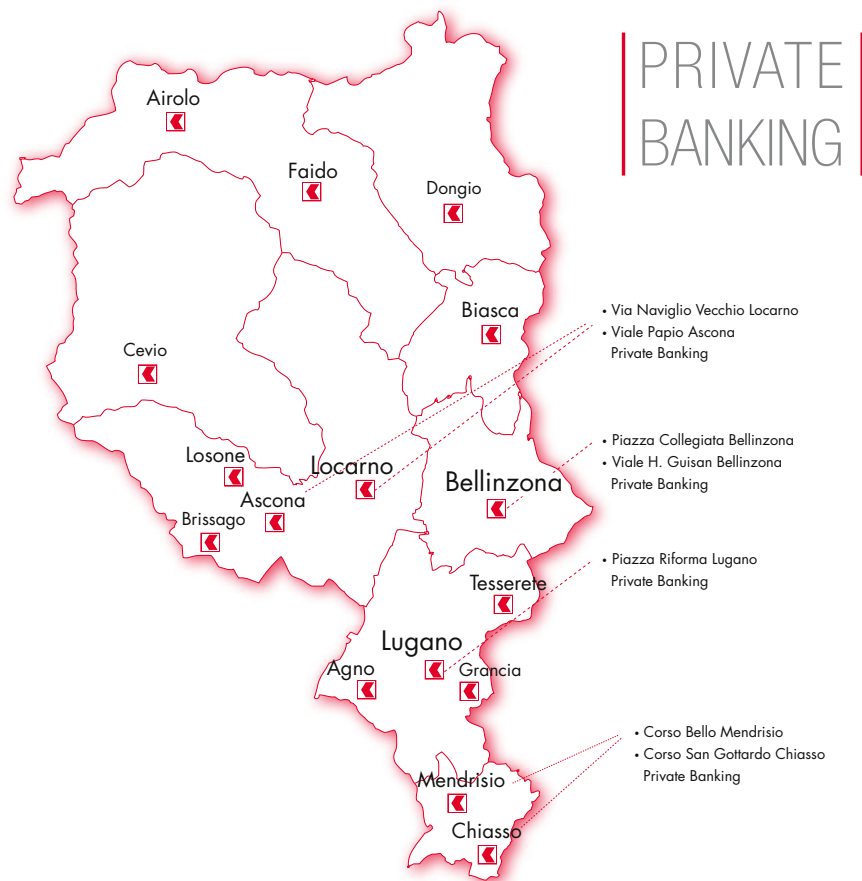 PRIVATE
BANKING
Airolo
Faido
Dongio
Biasca
• Via Naviglio Vecchio Locarno
• Viale Papio Ascona
Private Banking
Cevio
Losone
Locarno
Ascona
Brissago
Bellinzona
• Piazza Collegiata Bellinzona
• Viale H. Guisan Bellinzona
Private Banking
• Piazza Riforma Lugano
Private Banking
Tesserete
Lugano
Agno
Grancia
• Corso Bello Mendrisio
• Corso San Gottardo Chiasso
Private Banking
Mendrisio
Chiasso